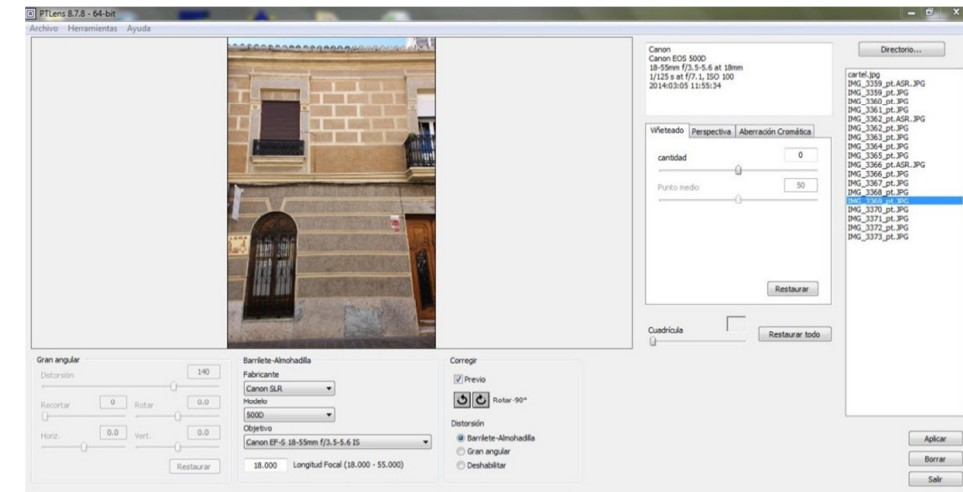 PTLens 8.7.8 - 64-bit
Archivo Herramientas Ayuda
Canon
Canon EOS 500D
18-55mm f/3.5-5.6 at 18mm
1/125 s at f/7.1, ISO 100
2014:03:05 11:55:34
Directorio...
cartel.jpg
IMG_3359_pt.ASR.JPG
IMG_3359_pt.JPG
IMG_3360_pt.JPG
IMG_3361_pt.JPG
IMG_3362_pt.ASR.JPG
IMG_3362_pt.JPG
IMG_3363_pt.JPG
IMG_3364_pt.JPG
IMG_3365_pt.JPG
IMG_3366_pt.ASR.JPG
IMG_3366_pt.JPG
IMG_3367_pt.JPG
IMG_3368_pt.JPG
IMG_3369_pt.JPG
IMG_3370_pt.JPG
IMG_3371_pt.JPG
IMG_3372_pt.JPG
IMG_3373_pt.JPG
Viñeteado Perspectiva Aberración Cromática
cantidad 0
Punto medio 50
Restaurar
Cuadrícula
Restaurar todo
Gran angular
Distorsión 140
Recortar 0 Rotar 0.0
Horiz. 0.0 Vert. 0.0
Restaurar
Barrilete-Almohadilla
Fabricante
Canon SLR
Modelo
500D
Objetivo
Canon EF-S 18-55mm f/3.5-5.6 IS
18.000 Longitud Focal (18.000 - 55.000)
Corregir
Previo
Rotar-90°
Distorsión
Barrilete-Almohadilla
Gran angular
Deshabilitar
Aplicar
Borrar
Salir